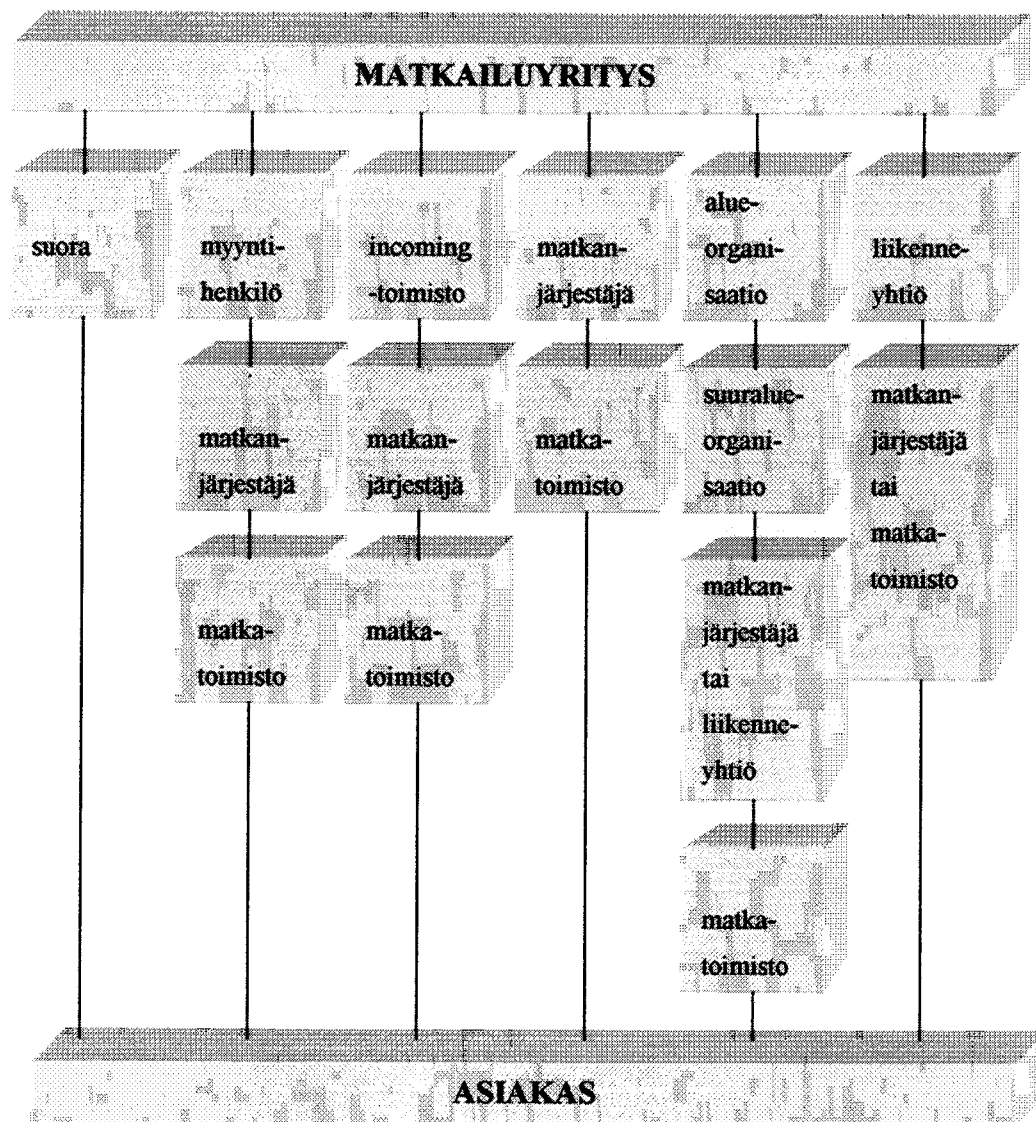 MATKAILUYRITYS
suora
myynti-
henkilö
incoming
-toimisto
matkan-
järjestäjä
alue-
organi-
saatio
liikenne-
yhtiö
matkan-
järjestäjä
matkan-
järjestäjä
matka-
toimisto
suuralue-
organi-
saatio
matkan-
järjestäjä
tai
matka-
toimisto
matka-
toimisto
matka-
toimisto
matkan-
järjestäjä
tai
liikenne-
yhtiö
matka-
toimisto
ASIAKAS